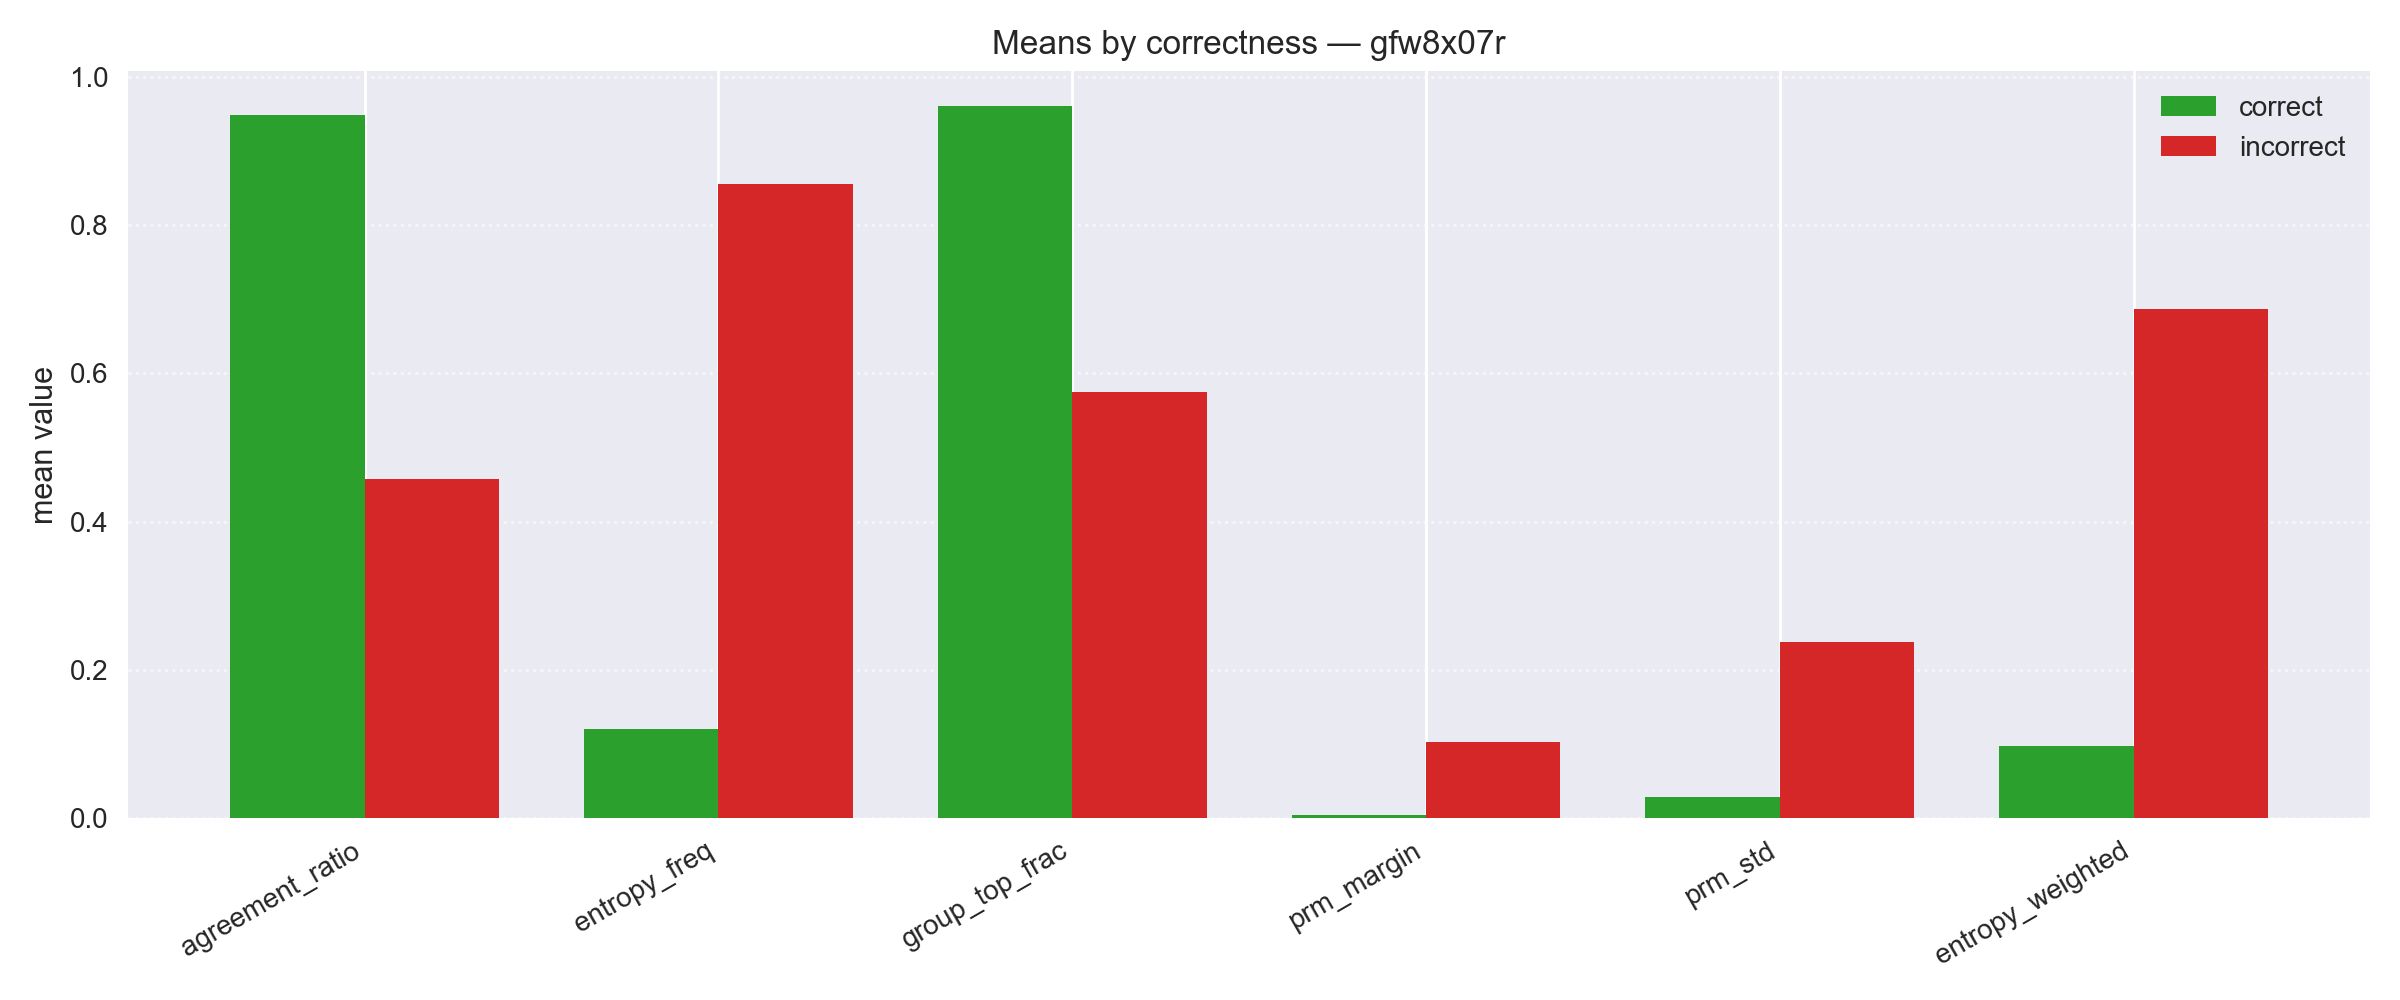 Means by correctness — gfw8x07r
1.0
0.8
0.6
0.4
0.2
0.0
mean value
correct
incorrect
agreement_ratio
entropy_freq
group_top_frac
prm_margin
prm_std
entropy_weighted